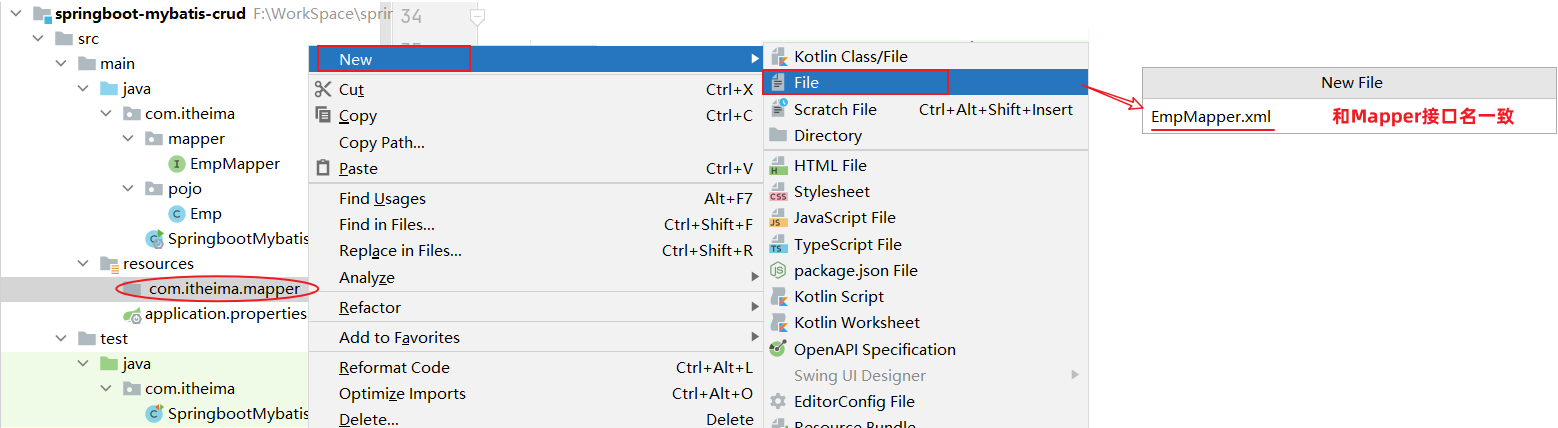 springboot-mybatis-crud F:\WorkSpace\sprin
src
main
java
com.itheima
mapper
EmpMapper
pojo
Emp
SpringbootMybatis
resources
com.itheima.mapper
application.properties
test
java
com.itheima
SpringbootMybatis
34
New
Cut Ctrl+X
Copy Ctrl+C
Copy Path...
Paste Ctrl+V
Find Usages Alt+F7
Find in Files... Ctrl+Shift+F
Replace in Files... Ctrl+Shift+R
Analyze
Refactor
Add to Favorites
Reformat Code Ctrl+Alt+L
Optimize Imports Ctrl+Alt+O
Delete... Delete
Kotlin Class/File
File
Scratch File Ctrl+Alt+Shift+Insert
Directory
HTML File
Stylesheet
JavaScript File
TypeScript File
package.json File
Kotlin Script
Kotlin Worksheet
OpenAPI Specification
Swing UI Designer
EditorConfig File
Resource Bundle
New File
EmpMapper.xml 和Mapper接口名一致